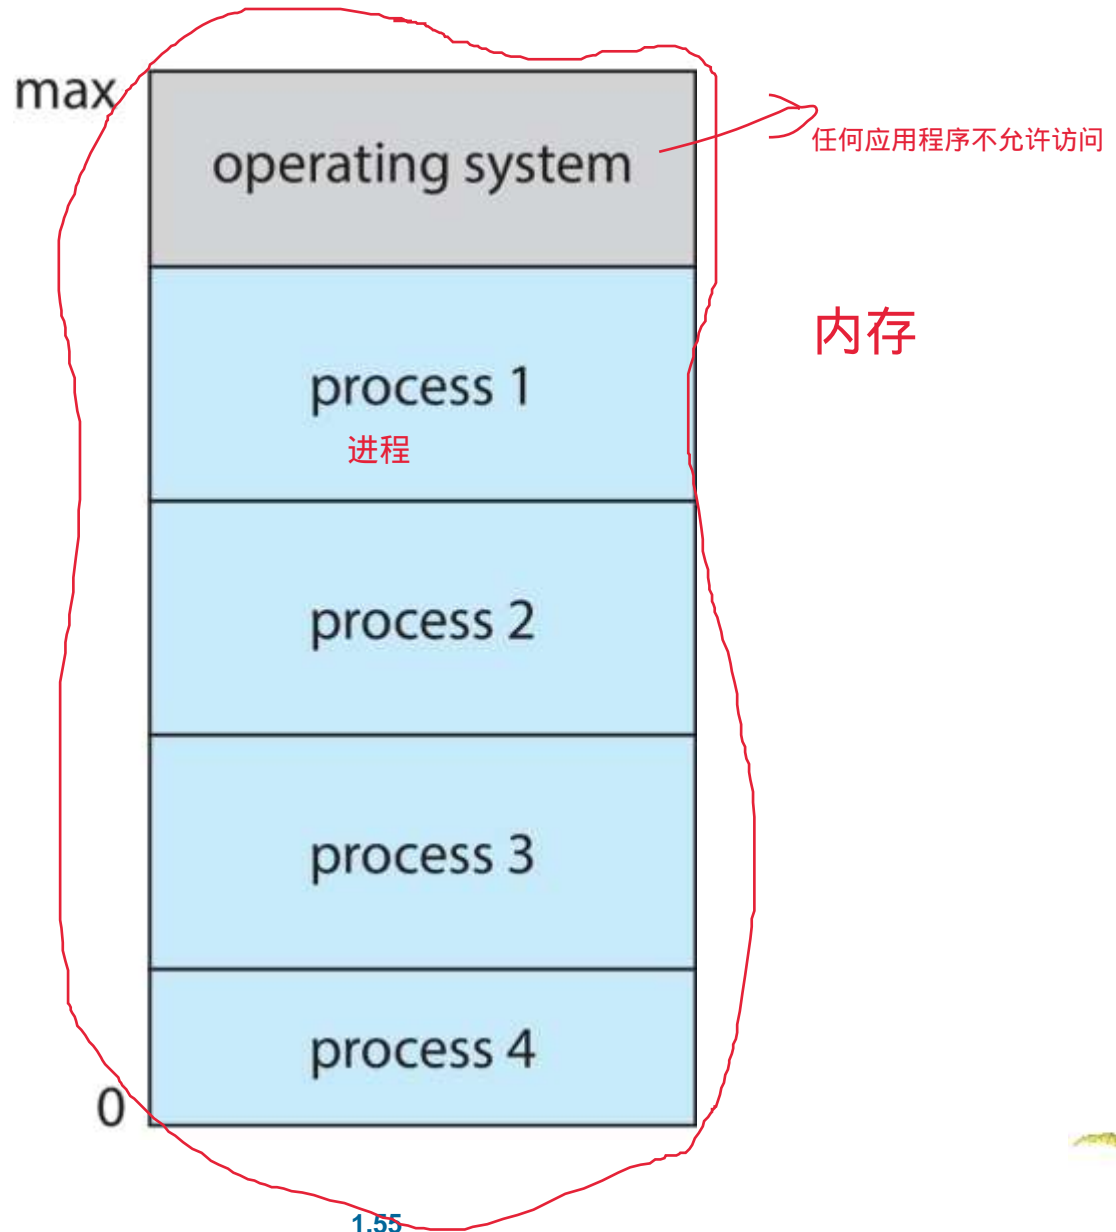 max
operating system
任何应用程序不允许访问
内存
process 1
进程
process 2
process 3
process 4
0
1.55